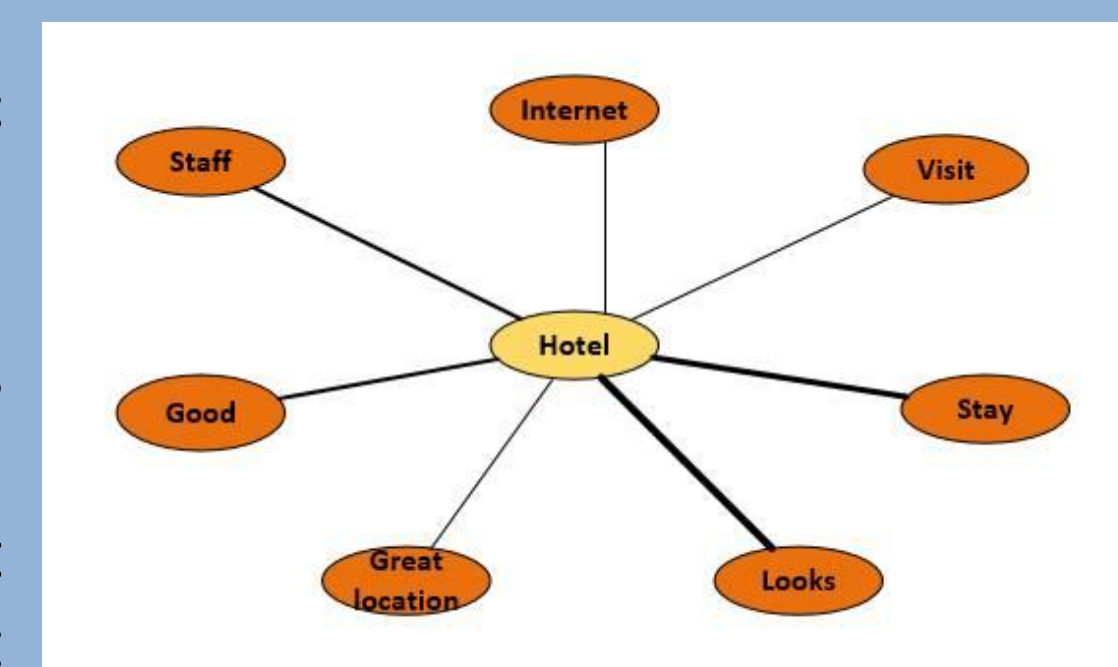 Internet
Staff
Visit
Hotel
Good
Stay
Great
location
Looks